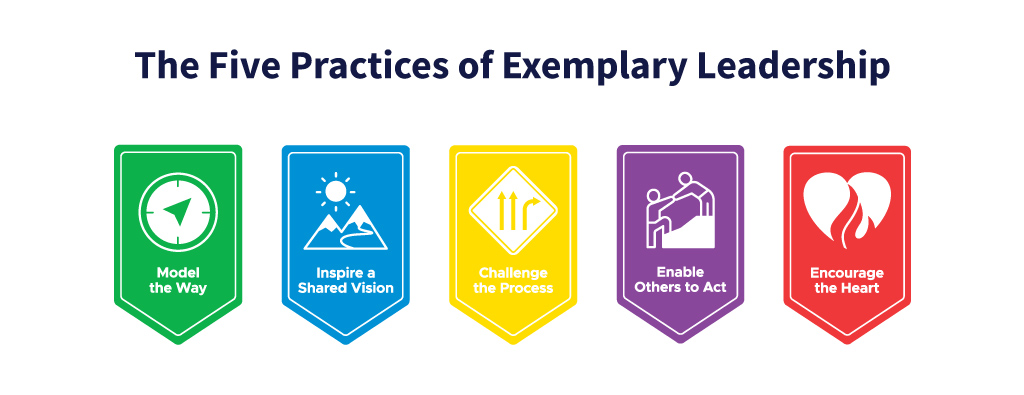 The Five Practices of Exemplary Leadership
Model
the Way
Inspire a
Shared Vision
Challenge
the Process
Enable
Others to Act
Encourage
the Heart